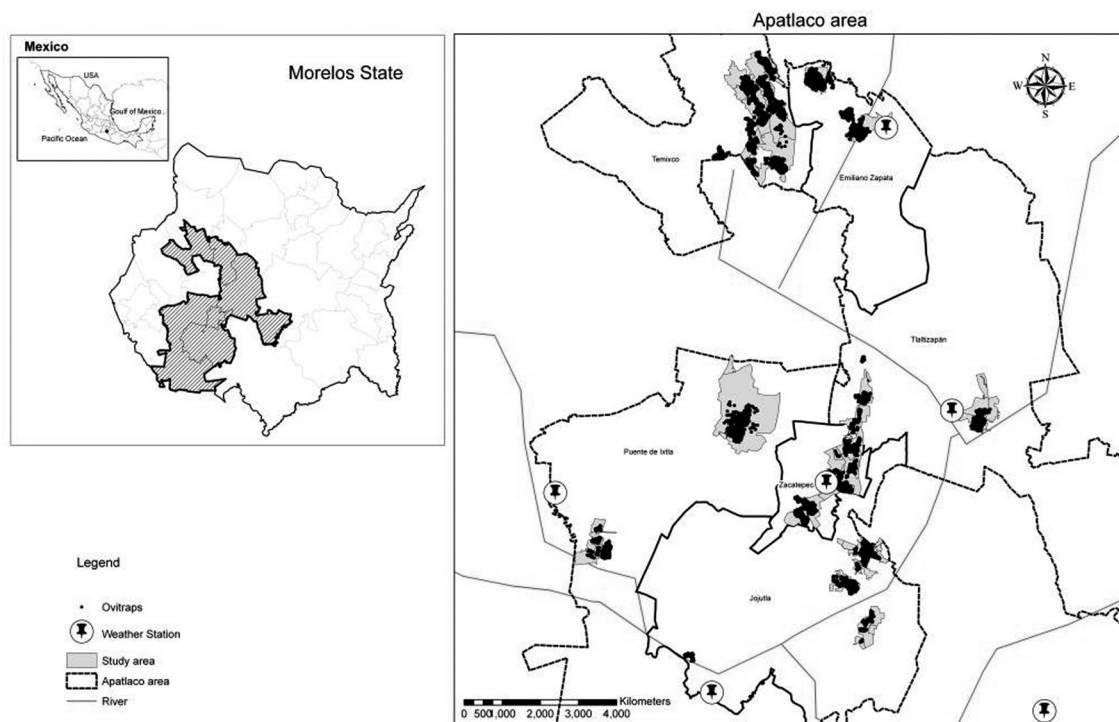 Apatlaco area
Mexico
USA
Gulf of Mexico
Pacific Ocean
Morelos State
N
W E
S
Temixco
Emiliano Zapata
Tlaltizapán
Puente de Ixtla
Zacatepec
Jojutla
Legend
Ovitraps
Weather Station
Study area
Apatlaco area
River
Kilometers
0 500 1,000 2,000 3,000 4,000